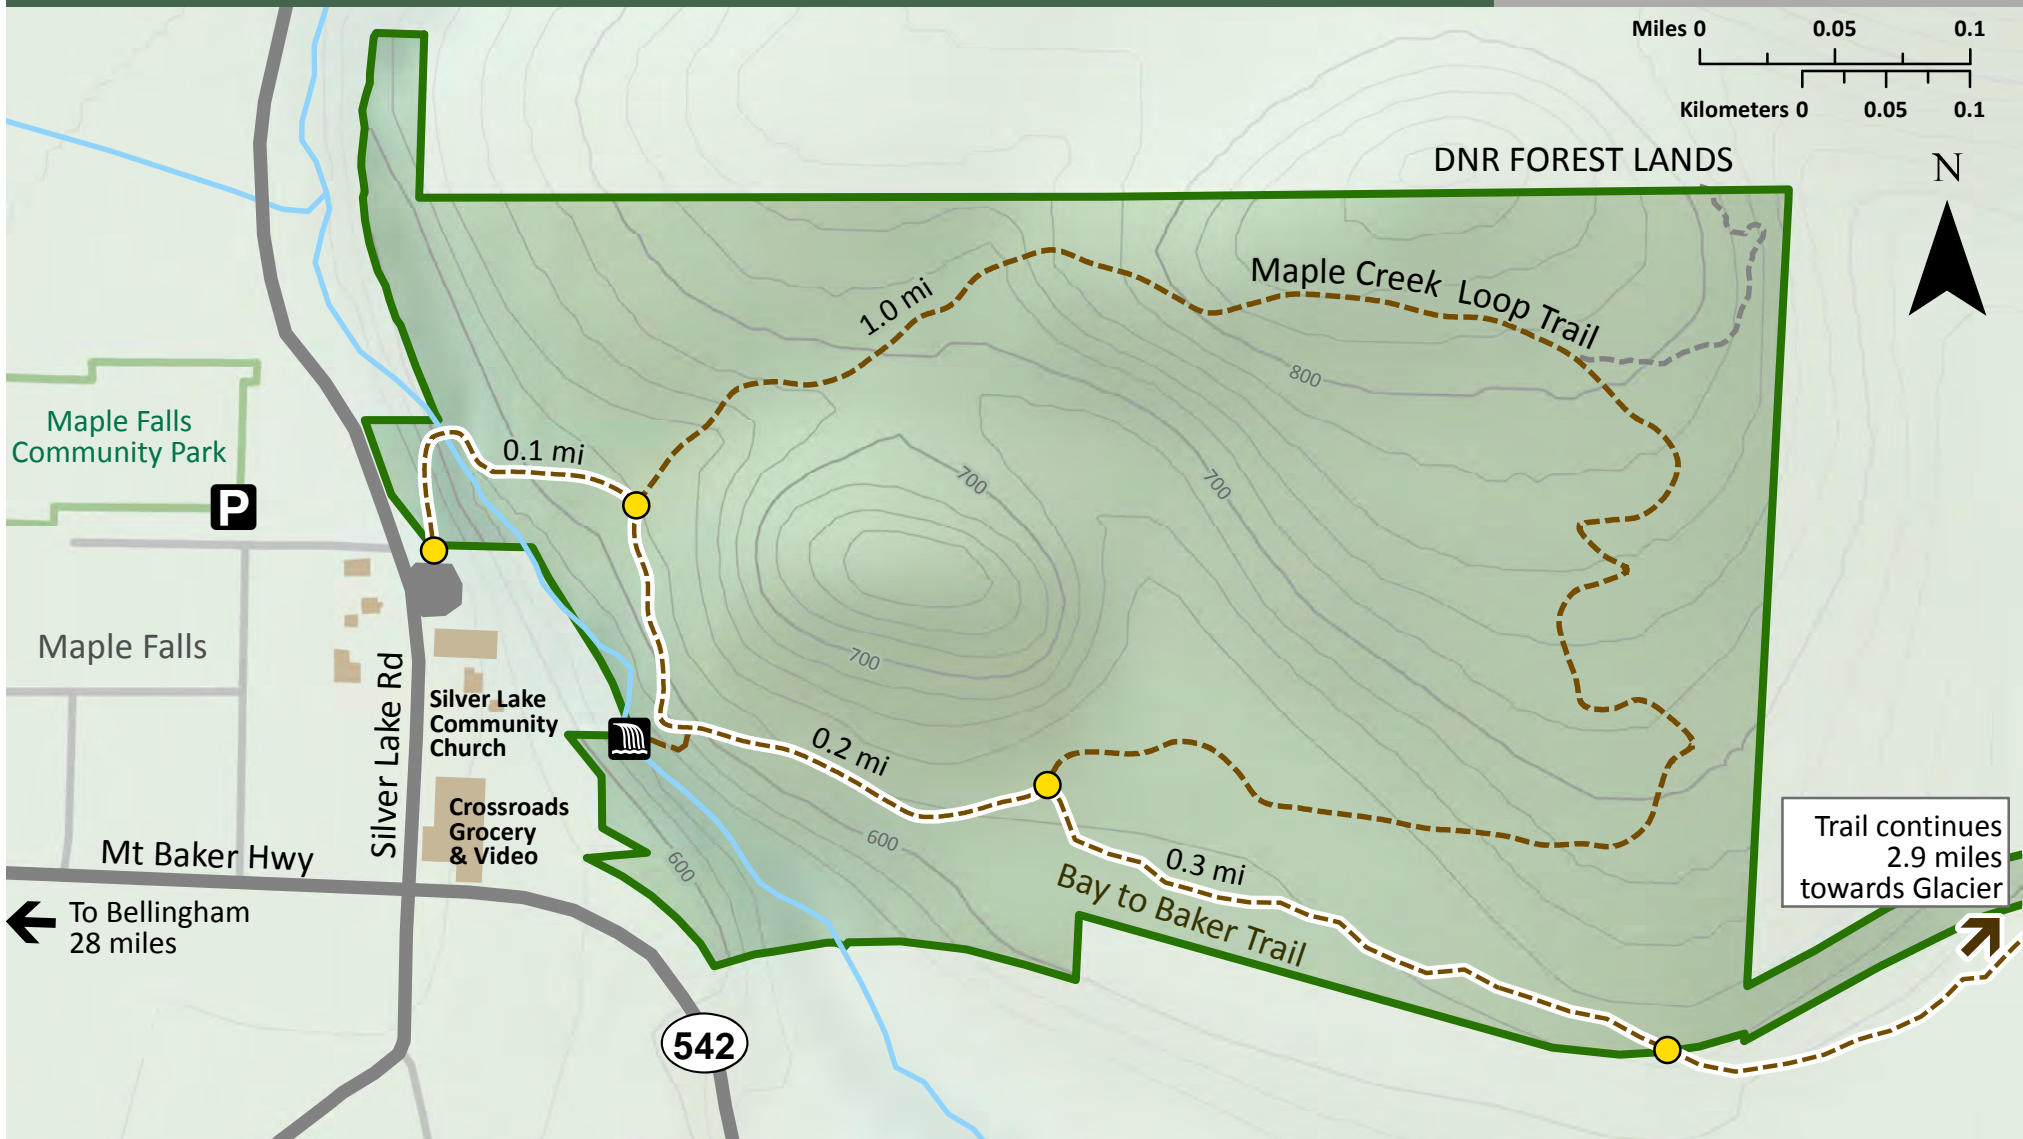 Miles 0 0.05 0.1
Kilometers 0 0.05 0.1
DNR FOREST LANDS
N
Maple Creek Loop Trail
1.0 mi
800
Maple Falls
Community Park
P
0.1 mi
700
700
700
Maple Falls
Silver Lake Rd
Silver Lake
Community
Church
0.2 mi
Crossroads
Grocery
& Video
600
600
Mt Baker Hwy
0.3 mi
Bay to Baker Trail
Trail continues
2.9 miles
towards Glacier
To Bellingham
28 miles
542